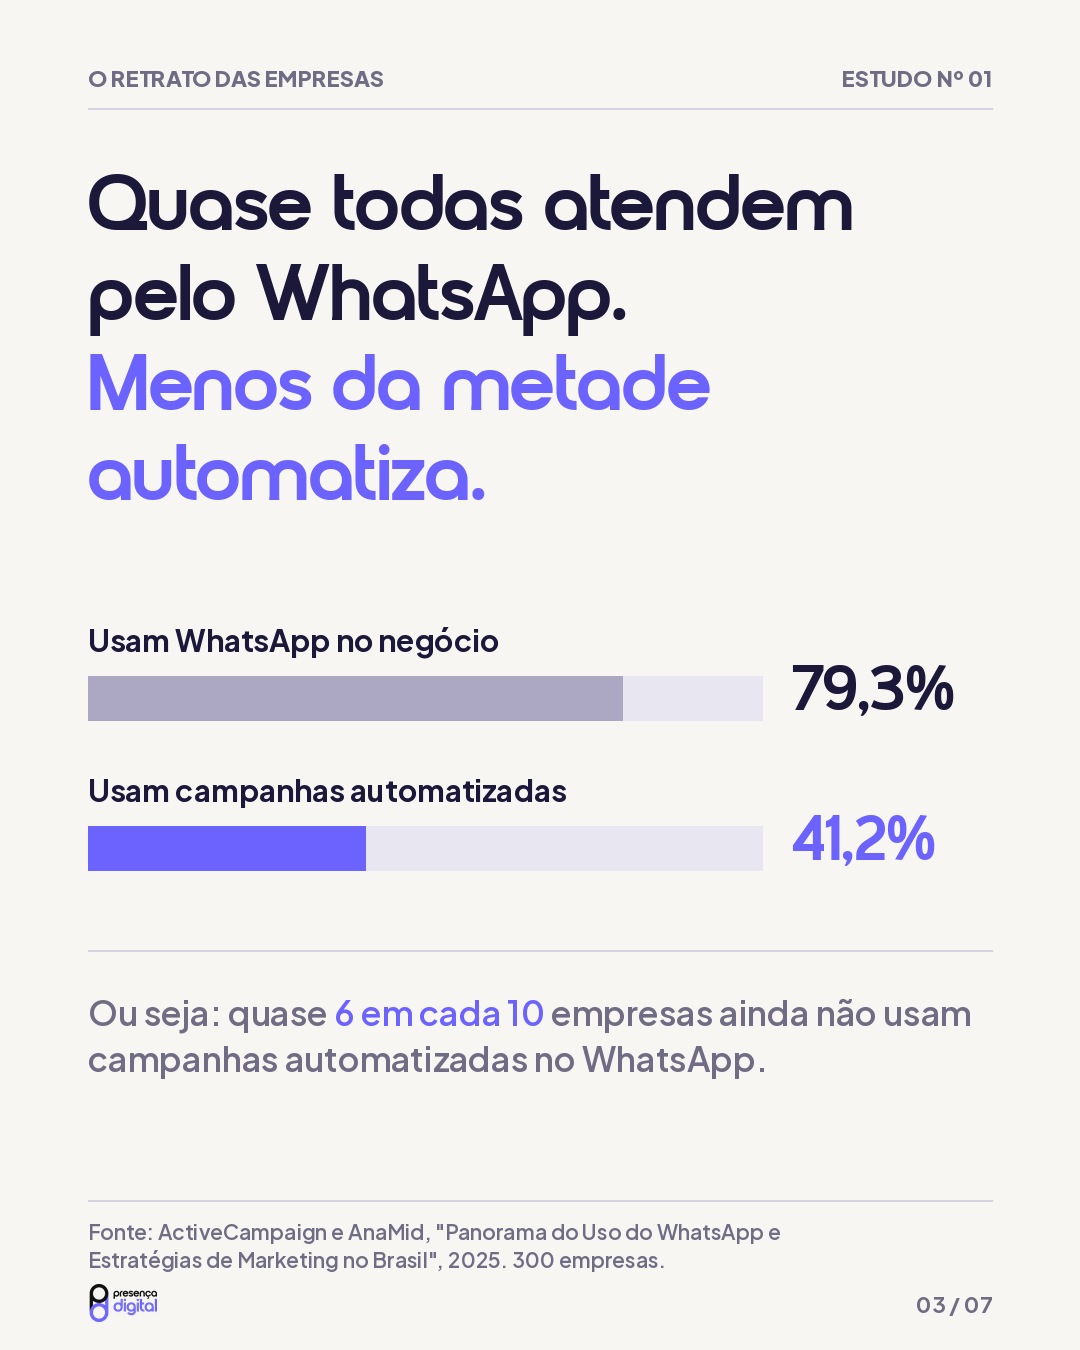 O RETRATO DAS EMPRESAS
ESTUDO Nº 01
Quase todas atendem
pelo WhatsApp.
Menos da metade
automatiza.
Usam WhatsApp no negócio
79,3%
Usam campanhas automatizadas
41,2%
Ou seja: quase 6 em cada 10 empresas ainda não usam
campanhas automatizadas no WhatsApp.
Fonte: ActiveCampaign e AnaMid, "Panorama do Uso do WhatsApp e
Estratégias de Marketing no Brasil", 2025. 300 empresas.
presença
digital
03 / 07